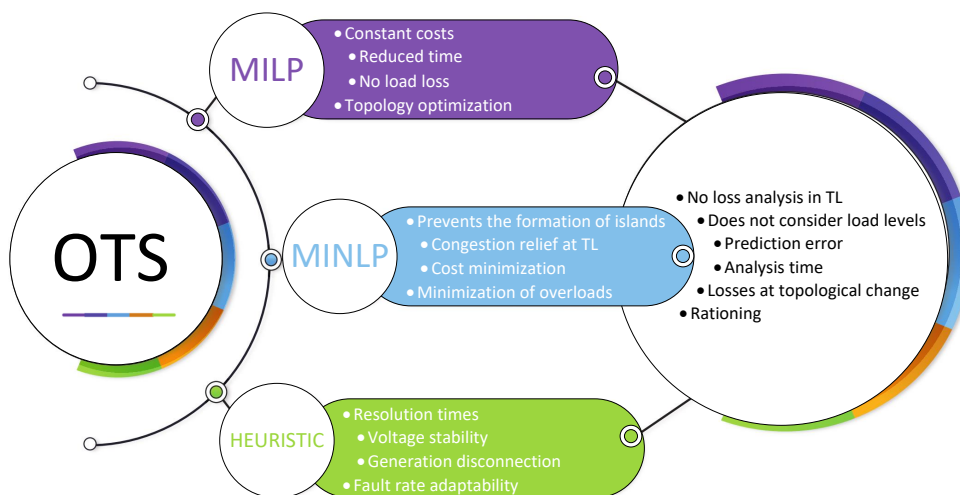 OTS
MILP
• Constant costs
• Reduced time
• No load loss
• Topology optimization
MINLP
• Prevents the formation of islands
• Congestion relief at TL
• Cost minimization
• Minimization of overloads
HEURISTIC
• Resolution times
• Voltage stability
• Generation disconnection
• Fault rate adaptability
• No loss analysis in TL
• Does not consider load levels
• Prediction error
• Analysis time
• Losses at topological change
• Rationing